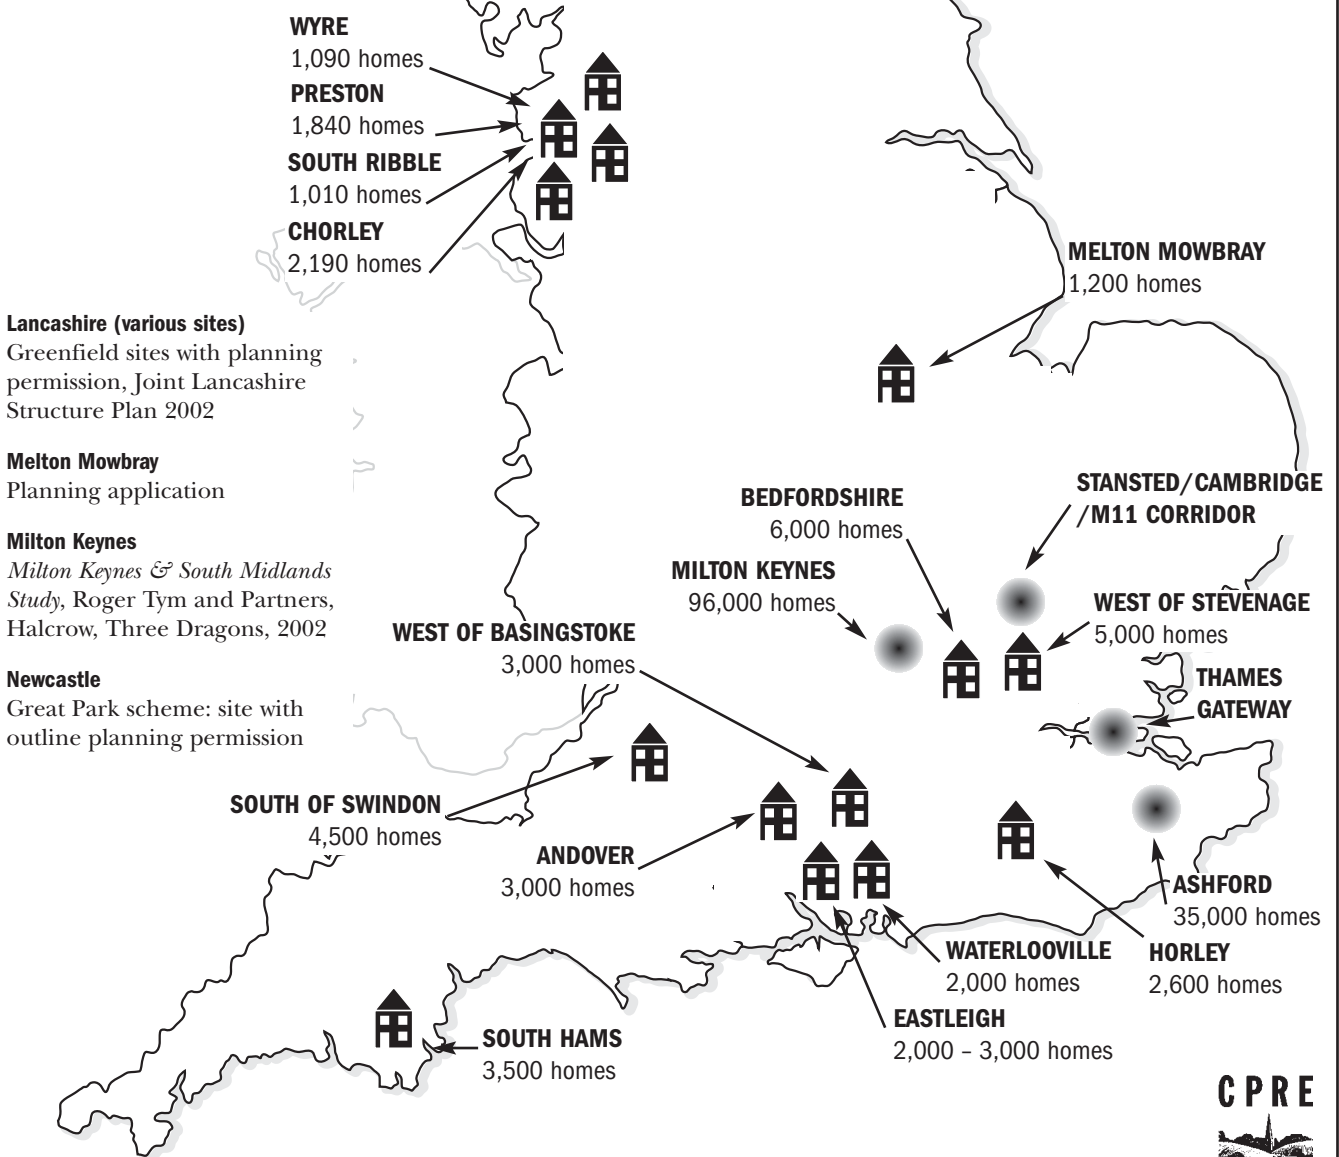 WYRE
1,090 homes
PRESTON
1,840 homes
SOUTH RIBBLE
1,010 homes
CHORLEY
2,190 homes
MELTON MOWBRAY
1,200 homes
Lancashire (various sites)
Greenfield sites with planning
permission, Joint Lancashire
Structure Plan 2002
Melton Mowbray
Planning application
Milton Keynes
Milton Keynes & South Midlands
Study, Roger Tym and Partners,
Halcrow, Three Dragons, 2002
Newcastle
Great Park scheme: site with
outline planning permission
STANSTED/CAMBRIDGE
/M11 CORRIDOR
BEDFORDSHIRE
6,000 homes
MILTON KEYNES
96,000 homes
WEST OF STEVENAGE
5,000 homes
WEST OF BASINGSTOKE
3,000 homes
THAMES
GATEWAY
SOUTH OF SWINDON
4,500 homes
ANDOVER
3,000 homes
ASHFORD
35,000 homes
WATERLOOVILLE
2,000 homes
HORLEY
2,600 homes
EASTLEIGH
2,000 – 3,000 homes
SOUTH HAMS
3,500 homes
CPRE